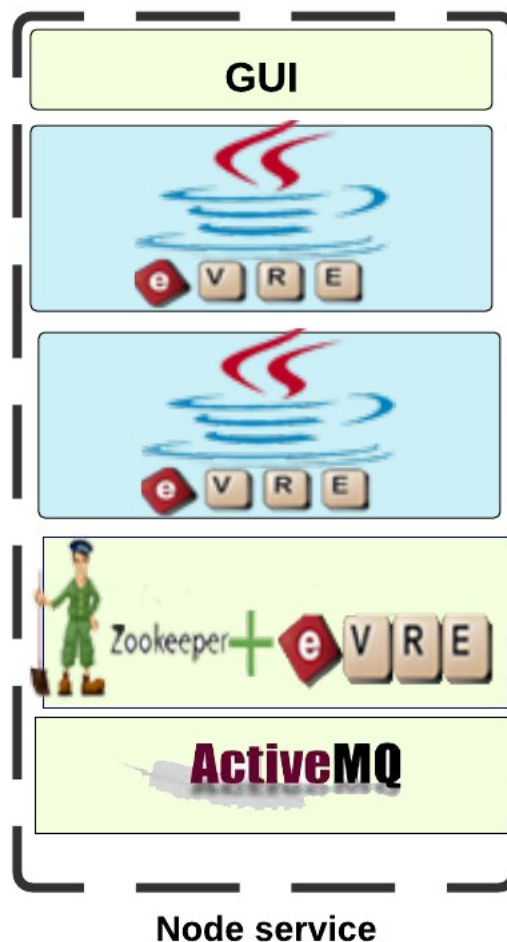 GUI
e V R E
e V R E
Zookeeper + e V R E
ActiveMQ
Node service